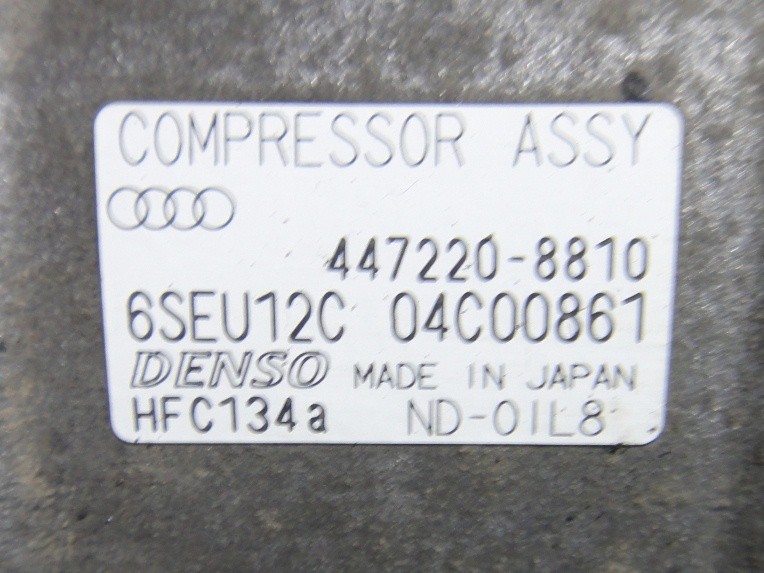 COMPRESSOR ASSY
447220-8810
6SEU12C 04C00861
DENSO MADE IN JAPAN
HFC134a ND-OIL8